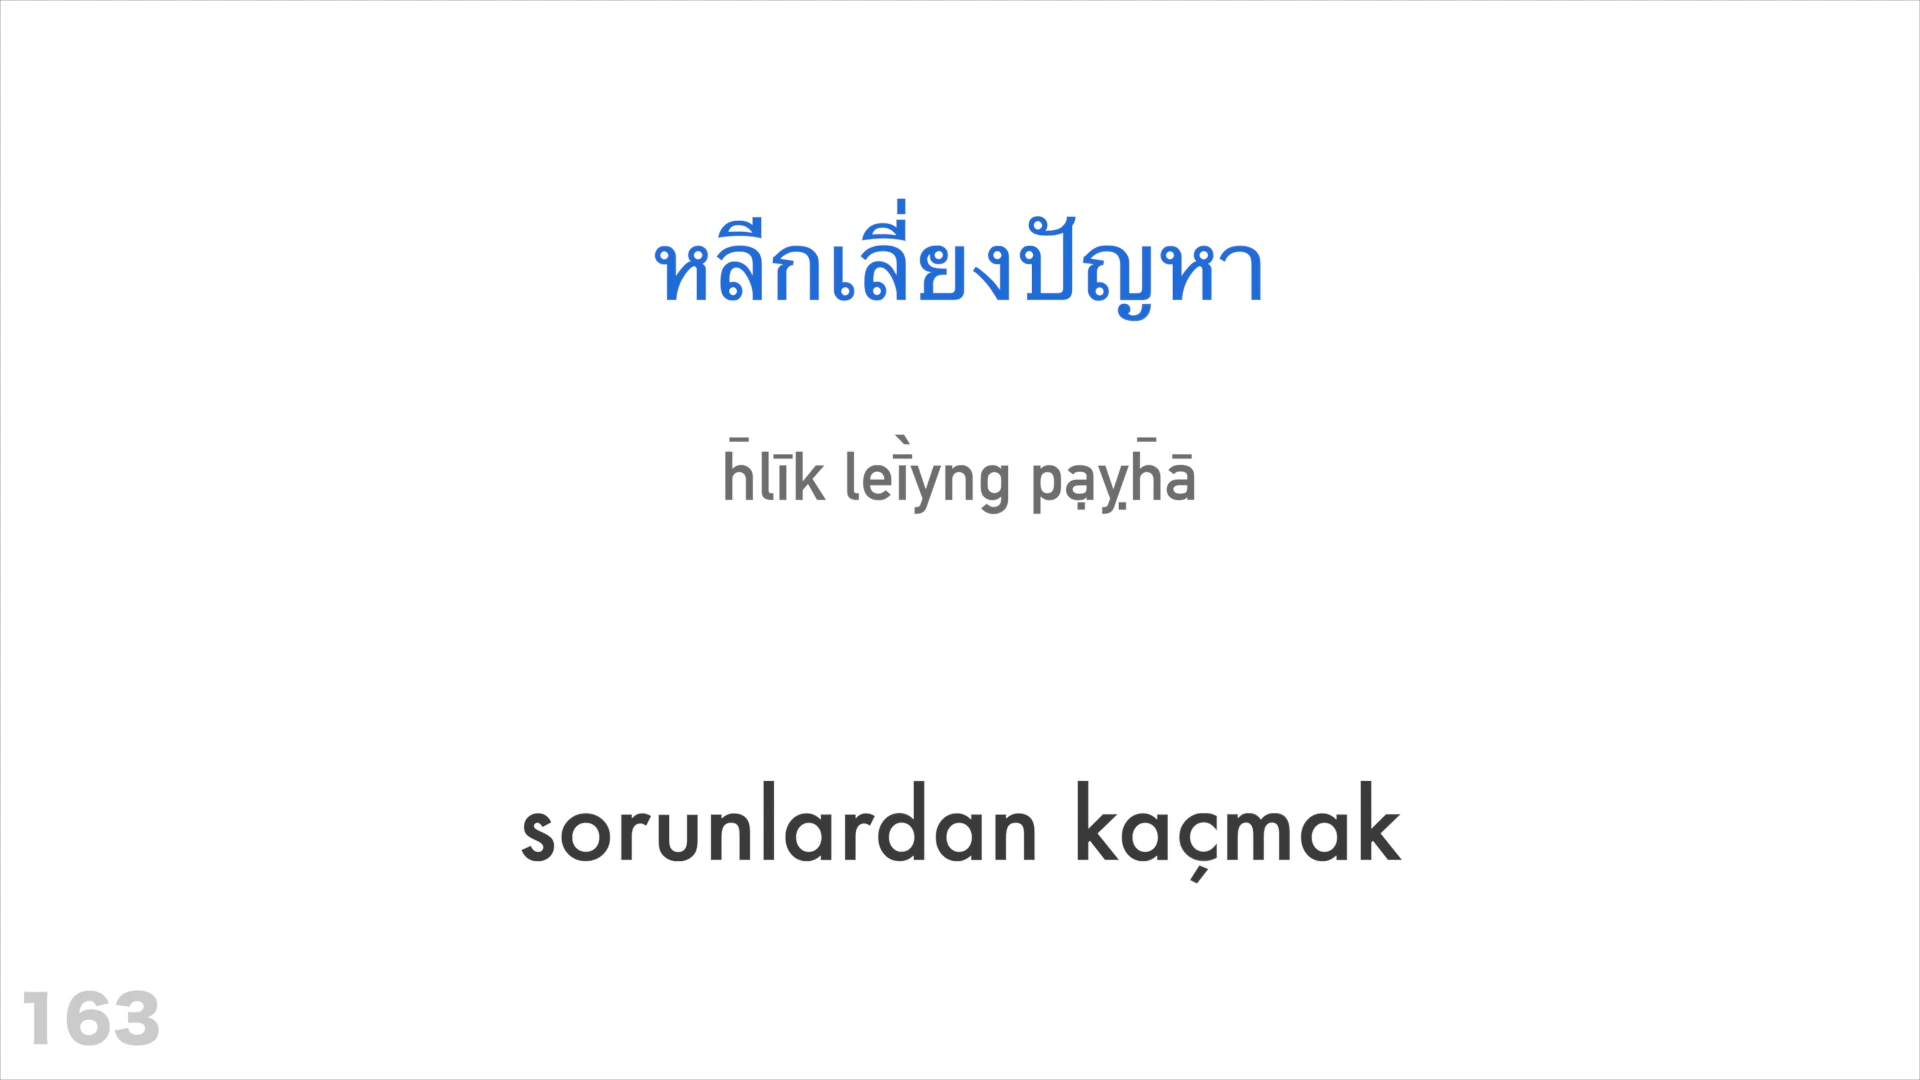 หลีกเลี่ยงปัญหา
h̄līk leī̀yng pạỵh̄ā
sorunlardan kaçmak
163